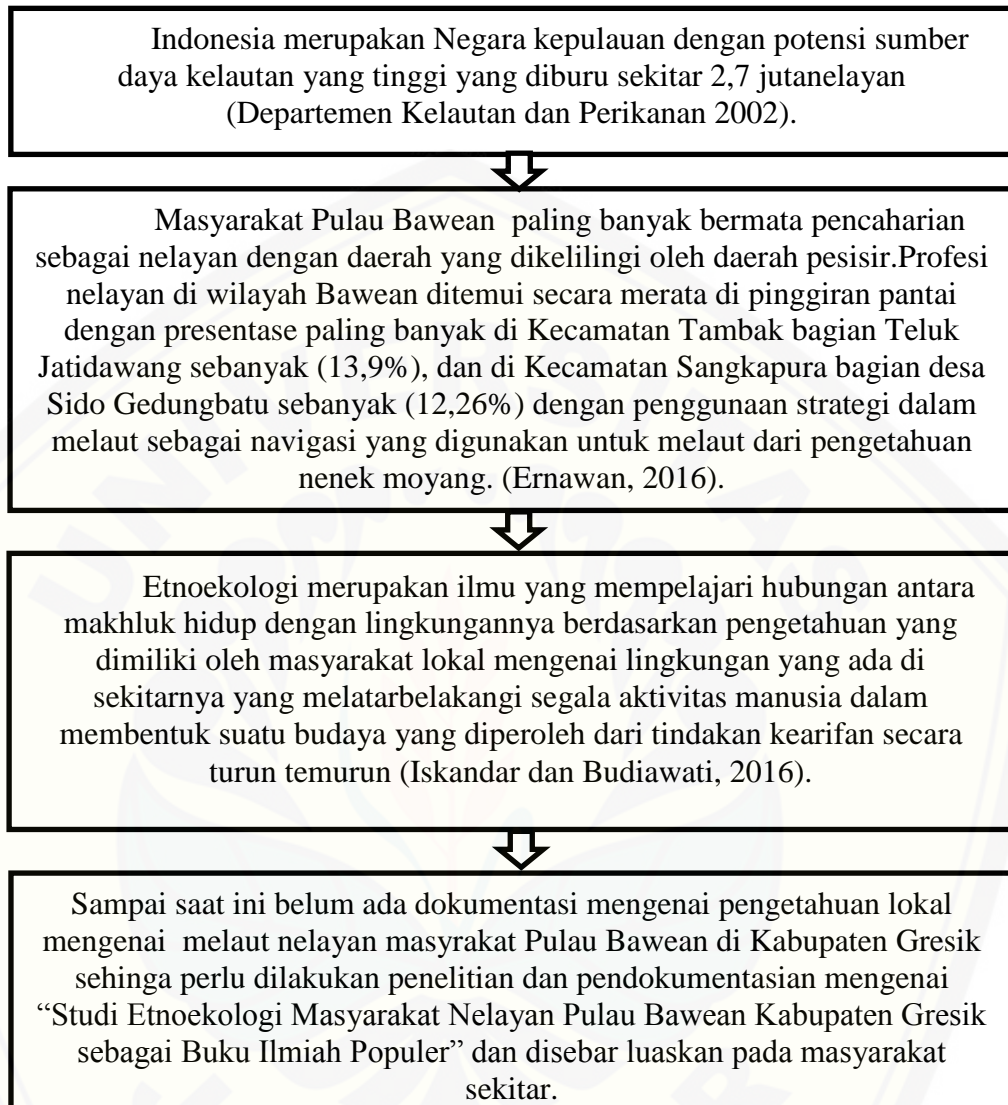 Indonesia merupakan Negara kepulauan dengan potensi sumber
daya kelautan yang tinggi yang diburu sekitar 2,7 jutanelayan
(Departemen Kelautan dan Perikanan 2002).
Masyarakat Pulau Bawean paling banyak bermata pencaharian
sebagai nelayan dengan daerah yang dikelilingi oleh daerah pesisir.Profesi
nelayan di wilayah Bawean ditemui secara merata di pinggiran pantai
dengan presentase paling banyak di Kecamatan Tambak bagian Teluk
Jatidawang sebanyak (13,9%), dan di Kecamatan Sangkapura bagian desa
Sido Gedungbatu sebanyak (12,26%) dengan penggunaan strategi dalam
melaut sebagai navigasi yang digunakan untuk melaut dari pengetahuan
nenek moyang. (Ernawan, 2016).
Etnoekologi merupakan ilmu yang mempelajari hubungan antara
makhluk hidup dengan lingkungannya berdasarkan pengetahuan yang
dimiliki oleh masyarakat lokal mengenai lingkungan yang ada di
sekitarnya yang melatarbelakangi segala aktivitas manusia dalam
membentuk suatu budaya yang diperoleh dari tindakan kearifan secara
turun temurun (Iskandar dan Budiawati, 2016).
Sampai saat ini belum ada dokumentasi mengenai pengetahuan lokal
mengenai melaut nelayan masyrakat Pulau Bawean di Kabupaten Gresik
sehinga perlu dilakukan penelitian dan pendokumentasian mengenai
“Studi Etnoekologi Masyarakat Nelayan Pulau Bawean Kabupaten Gresik
sebagai Buku Ilmiah Populer” dan disebar luaskan pada masyarakat
sekitar.